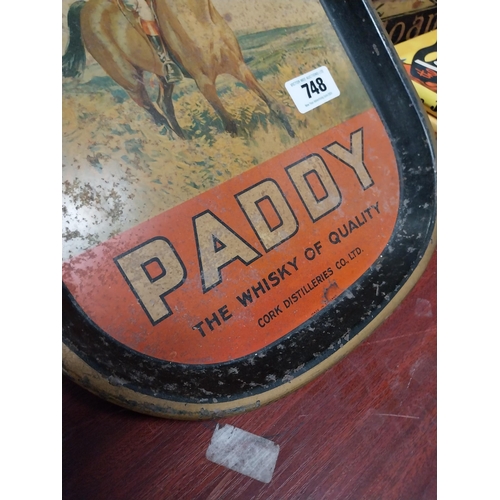 748
PADDY
THE WHISKY OF QUALITY
CORK DISTILLERIES CO., LTD.